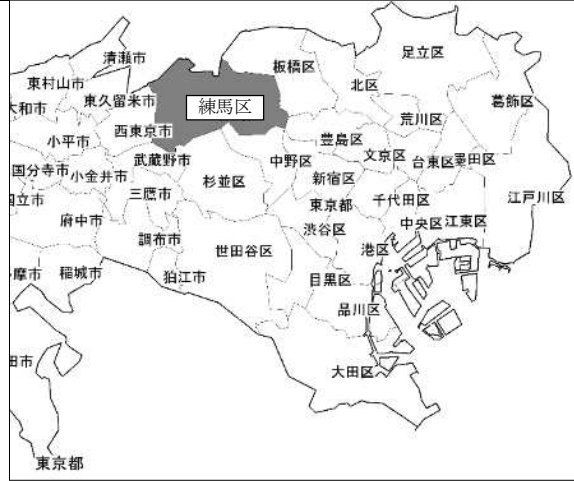 清瀬市
板橋区
足立区
東村山市
北区
大和市
東久留米市
練馬区
葛飾区
荒川区
西東京市
小平市
豊島区
文京区
台東区
墨田区
武蔵野市
中野区
国分寺市
小金井市
杉並区
新宿区
三鷹市
国立市
東京都
千代田区
江戸川区
府中市
中央区
江東区
渋谷区
調布市
世田谷区
港区
摩市
稲城市
狛江市
目黒区
品川区
田市
大田区
東京都